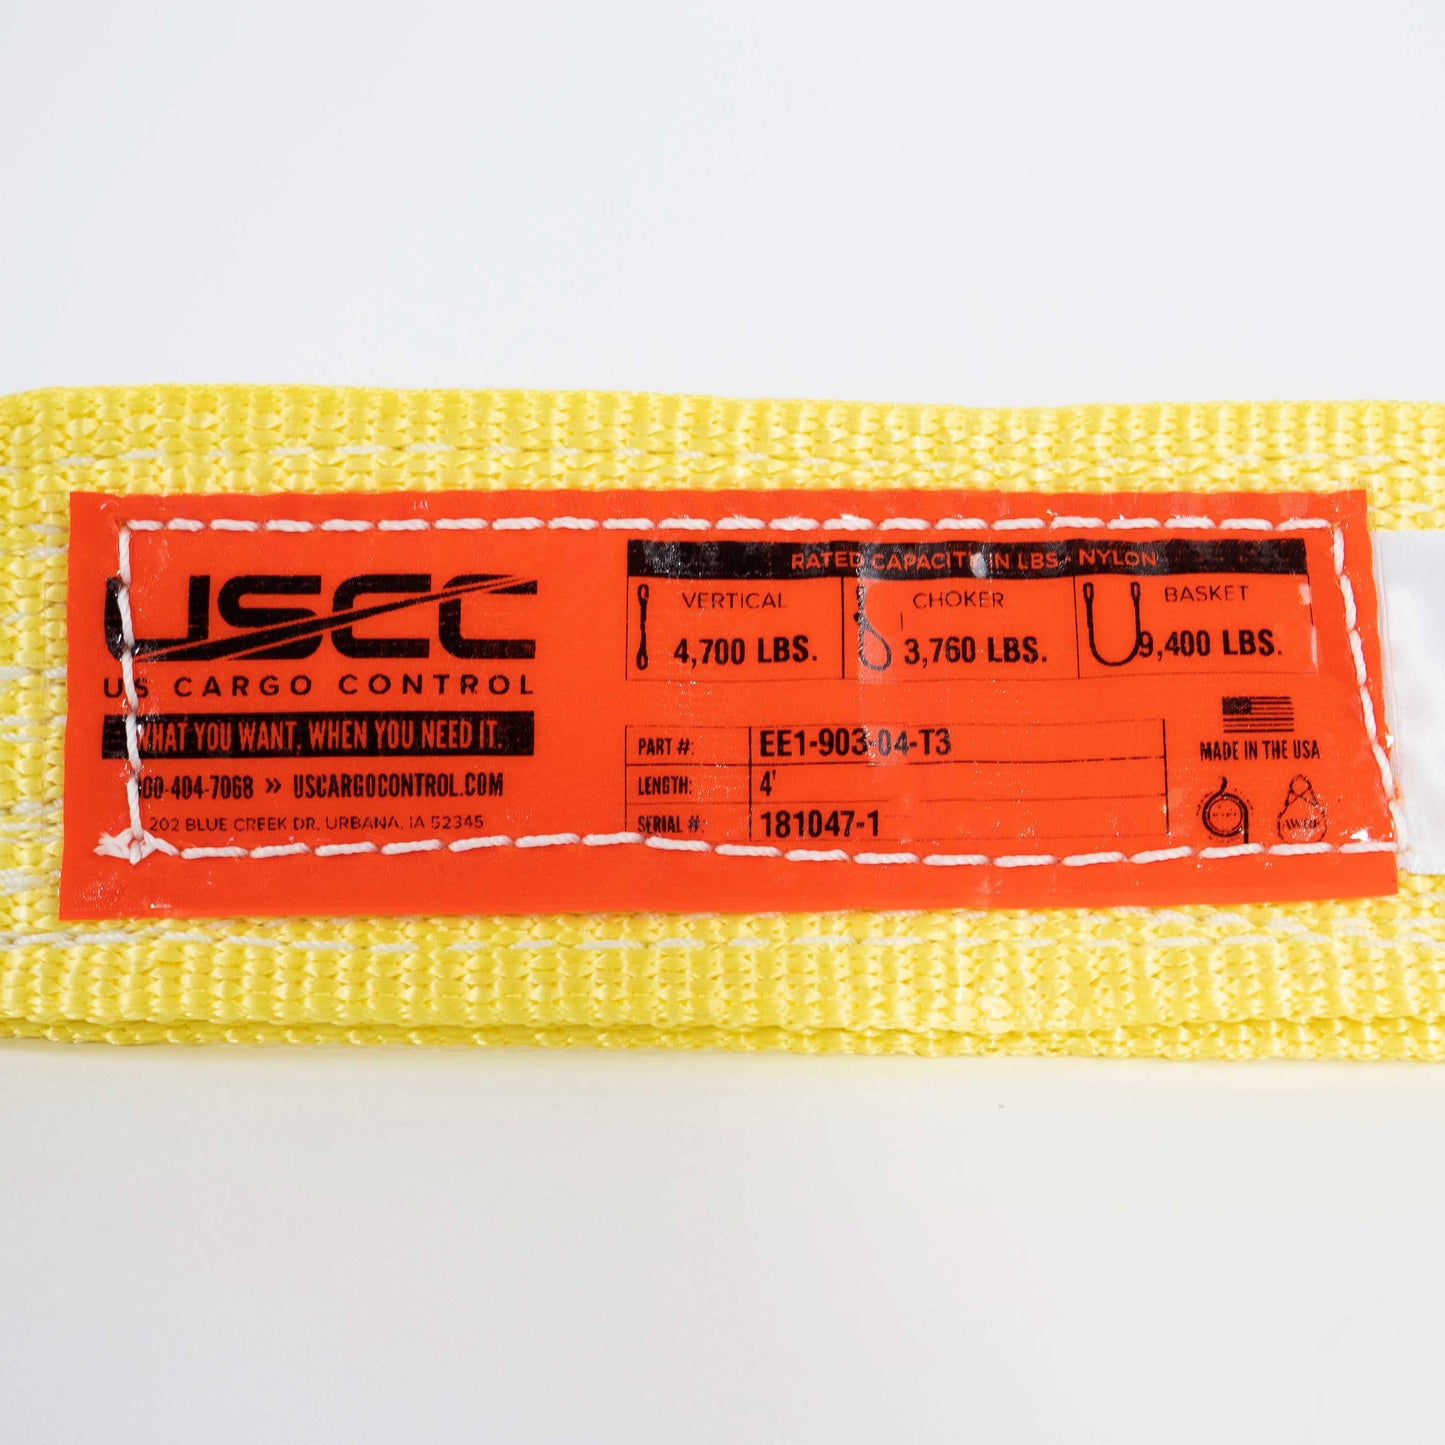 USCC
US CARGO CONTROL
WHAT YOU WANT, WHEN YOU NEED IT.
00-404-7068 » USCARGOCONTROL.COM
202 BLUE CREEK DR, URBANA, IA 52345
RATED CAPACITY IN LBS - NYLON
VERTICAL
4,700 LBS.
CHOKER
3,760 LBS.
BASKET
9,400 LBS.
PART #: EE1-903-04-T3
LENGTH: 4'
SERIAL #: 181047-1
MADE IN THE USA